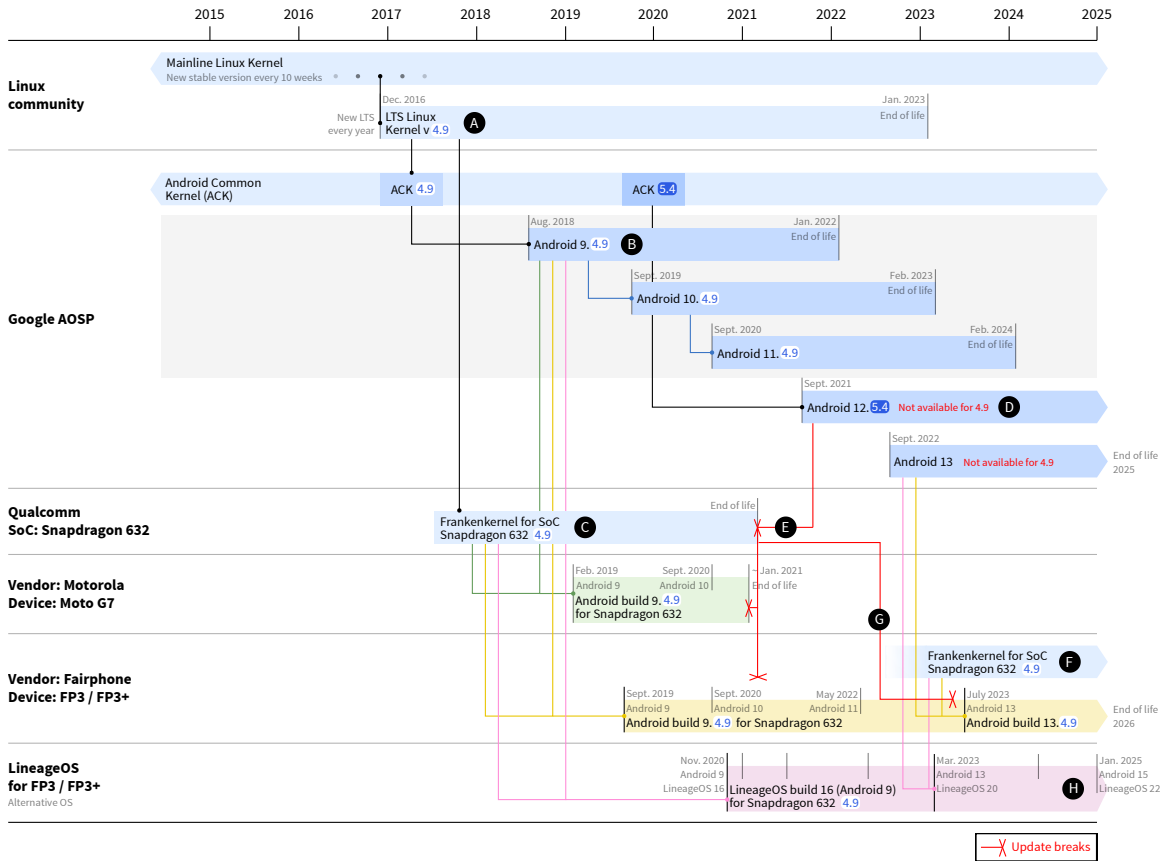 2015 2016 2017 2018 2019 2020 2021 2022 2023 2024 2025
Linux
community
Mainline Linux Kernel
New stable version every 10 weeks
Dec. 2016
Jan. 2023
End of life
New LTS
every year
LTS Linux
Kernel v 4.9
A
Android Common
Kernel (ACK)
ACK 4.9
ACK 5.4
Google AOSP
Aug. 2018
Jan. 2022
End of life
Android 9. 4.9
B
Sept. 2019
Feb. 2023
End of life
Android 10. 4.9
Sept. 2020
Feb. 2024
End of life
Android 11. 4.9
Sept. 2021
Android 12. 5.4 Not available for 4.9
D
Sept. 2022
Android 13 Not available for 4.9
End of life
2025
Qualcomm
SoC: Snapdragon 632
End of life
Frankenkernel for SoC
Snapdragon 632 4.9
C
E
Vendor: Motorola
Device: Moto G7
Feb. 2019
Android 9
Sept. 2020
Android 10
~ Jan. 2021
End of life
Android build 9. 4.9
for Snapdragon 632
G
Vendor: Fairphone
Device: FP3 / FP3+
Frankenkernel for SoC
Snapdragon 632 4.9
F
Sept. 2019
Android 9
Sept. 2020
Android 10
May 2022
Android 11
July 2023
Android 13
Android build 9. 4.9 for Snapdragon 632
Android build 13. 4.9
End of life
2026
LineageOS
for FP3 / FP3+
Alternative OS
Nov. 2020
Android 9
LineageOS 16
LineageOS build 16 (Android 9)
for Snapdragon 632 4.9
Mar. 2023
Android 13
LineageOS 20
H
Jan. 2025
Android 15
LineageOS 22
Update breaks